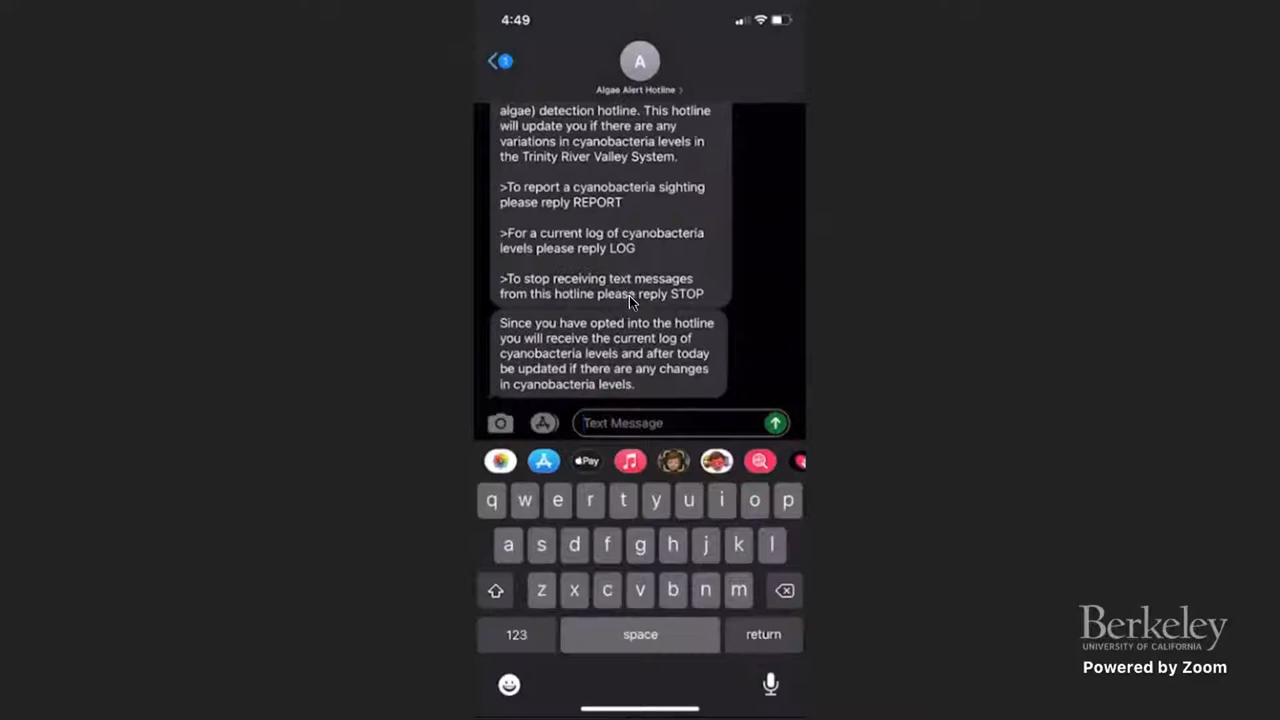 4:49
A
Algae Alert Hotline >
algae) detection hotline. This hotline
will update you if there are any
variations in cyanobacteria levels in
the Trinity River Valley System.
>To report a cyanobacteria sighting
please reply REPORT
>For a current log of cyanobacteria
levels please reply LOG
>To stop receiving text messages
from this hotline please reply STOP
Since you have opted into the hotline
you will receive the current log of
cyanobacteria levels and after today
be updated if there are any changes
in cyanobacteria levels.
Text Message
Pay
q w e r t y u i o p
a s d f g h j k l
z x c v b n m
123 space return
Berkeley
UNIVERSITY OF CALIFORNIA
Powered by Zoom